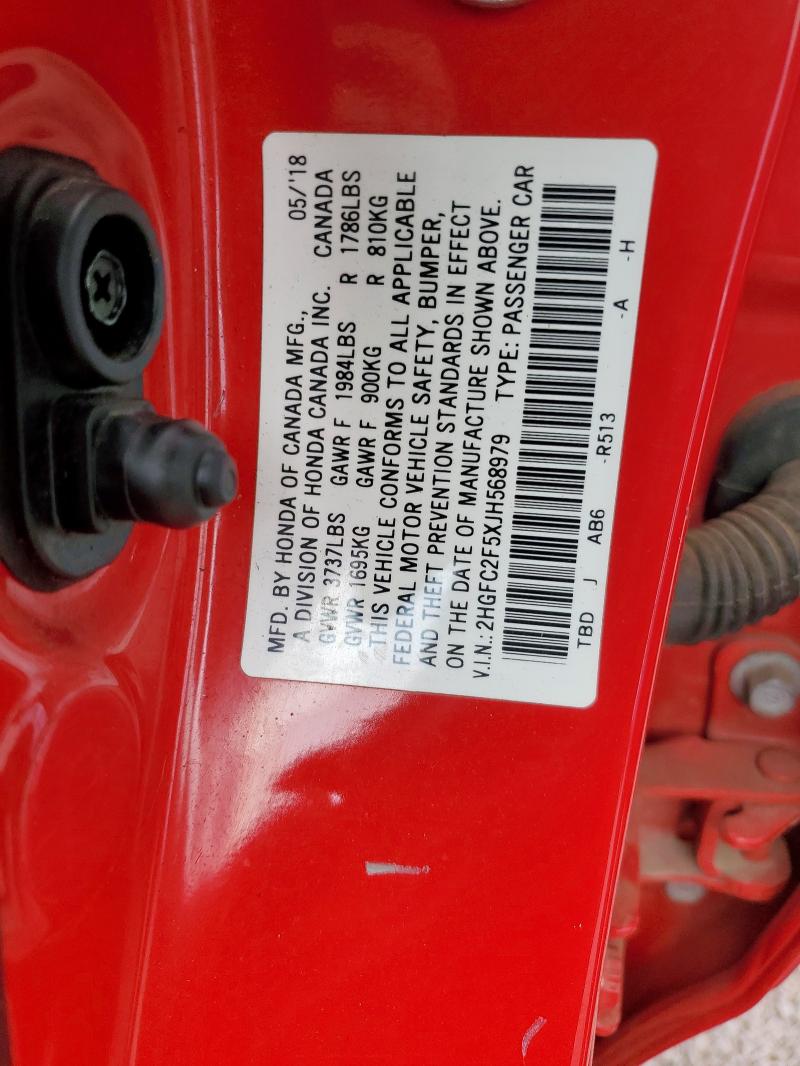 MFD. BY HONDA OF CANADA MFG., 05/'18
A DIVISION OF HONDA CANADA INC. CANADA
GVWR 3737LBS GAWR F 1984LBS R 1786LBS
GVWR 1695KG GAWR F 900KG R 810KG
THIS VEHICLE CONFORMS TO ALL APPLICABLE
FEDERAL MOTOR VEHICLE SAFETY, BUMPER,
AND THEFT PREVENTION STANDARDS IN EFFECT
ON THE DATE OF MANUFACTURE SHOWN ABOVE.
V.I.N.: 2HGFC2F5XJH568979 TYPE: PASSENGER CAR
TBD J AB6 -R513 -A -H